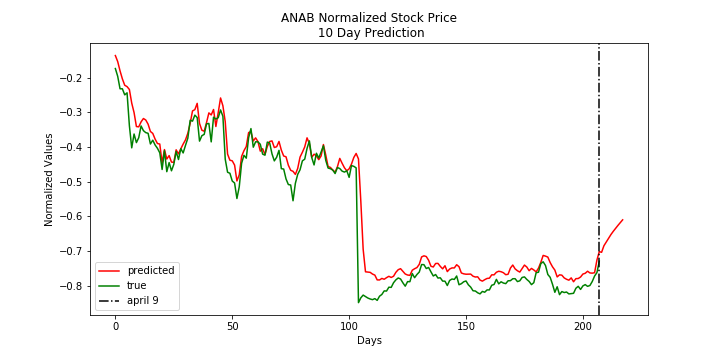 ANAB Normalized Stock Price
10 Day Prediction
Normalized Values
−0.2
−0.3
−0.4
−0.5
−0.6
−0.7
−0.8
predicted
true
april 9
0
50
100
150
200
Days